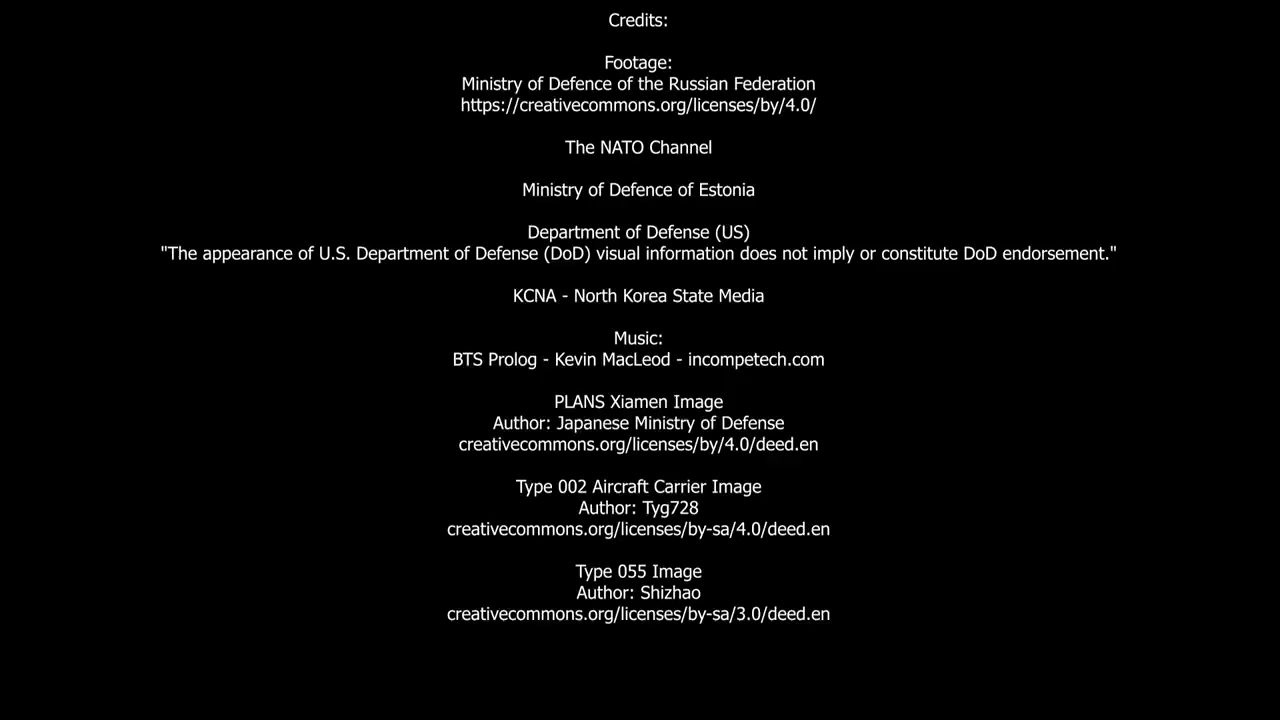 Credits:
Footage:
Ministry of Defence of the Russian Federation
https://creativecommons.org/licenses/by/4.0/
The NATO Channel
Ministry of Defence of Estonia
Department of Defense (US)
"The appearance of U.S. Department of Defense (DoD) visual information does not imply or constitute DoD endorsement."
KCNA - North Korea State Media
Music:
BTS Prolog - Kevin MacLeod - incompetech.com
PLANS Xiamen Image
Author: Japanese Ministry of Defense
creativecommons.org/licenses/by/4.0/deed.en
Type 002 Aircraft Carrier Image
Author: Tyg728
creativecommons.org/licenses/by-sa/4.0/deed.en
Type 055 Image
Author: Shizhao
creativecommons.org/licenses/by-sa/3.0/deed.en